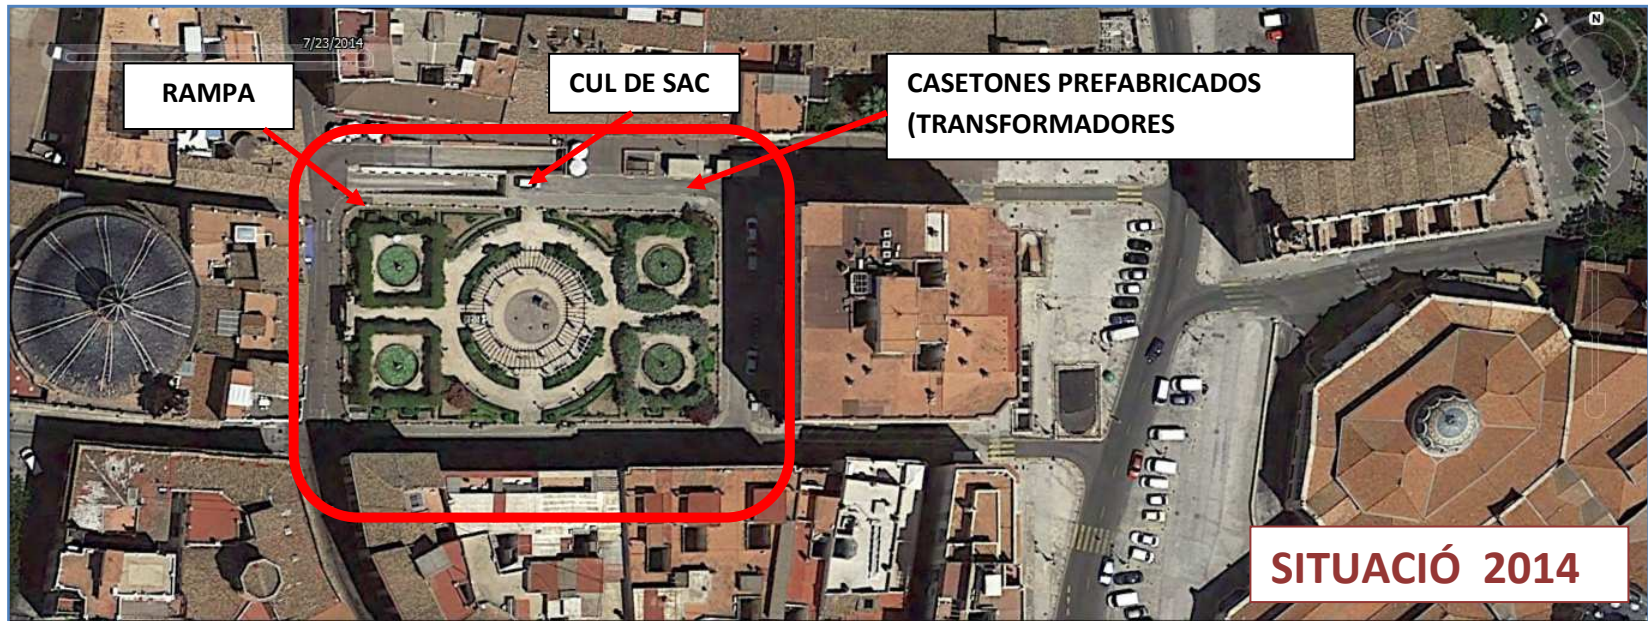 7/23/2014
N
RAMPA
CUL DE SAC
CASETONES PREFABRICADOS
(TRANSFORMADORES
SITUACIÓ 2014